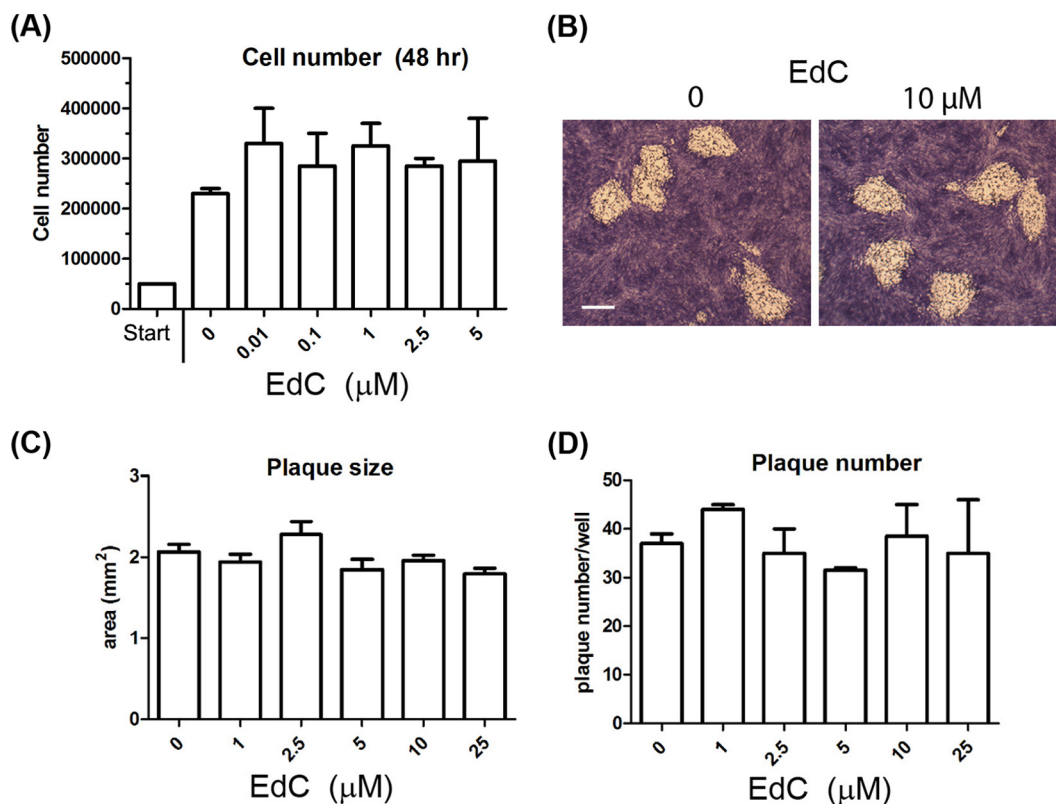 (A)
Cell number (48 hr)
Cell number
500000
400000
300000
200000
100000
0
Start
0
0.01
0.1
1
2.5
5
EdC (μM)
(B)
EdC
0
10 μM
(C)
Plaque size
area (mm²)
3
2
1
0
0
1
2.5
5
10
25
EdC (μM)
(D)
Plaque number
plaque number/well
50
40
30
20
10
0
0
1
2.5
5
10
25
EdC (μM)